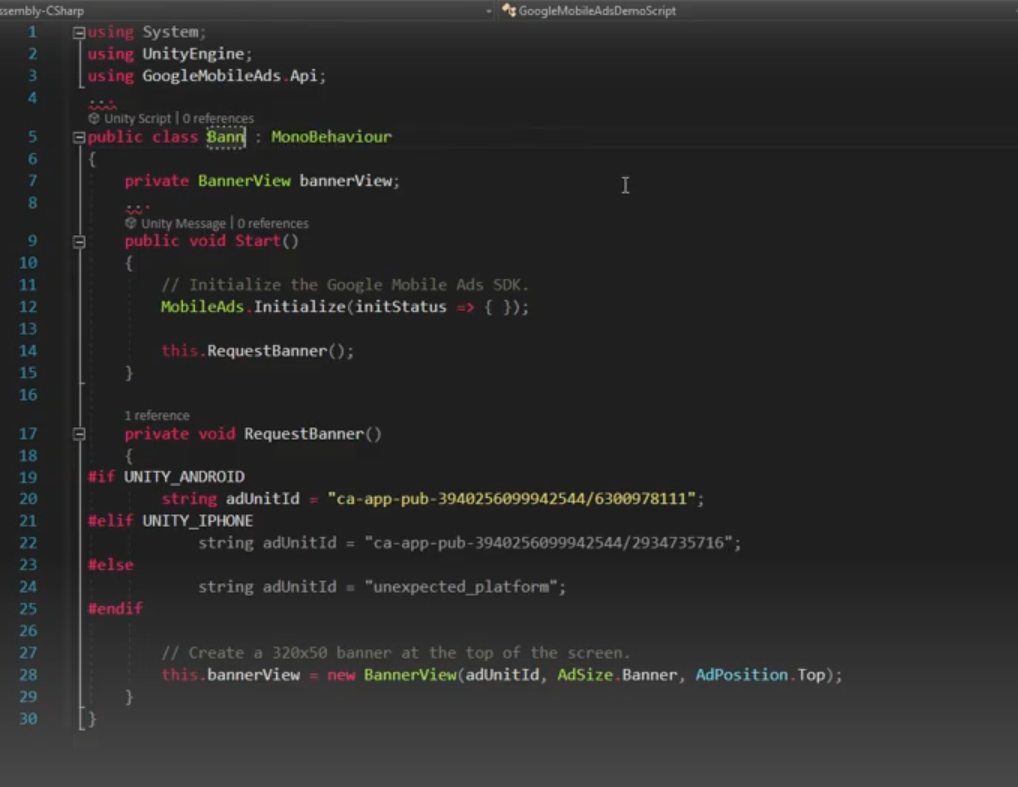 ssembly-CSharp
GoogleMobileAdsDemoScript
1 using System;
2 using UnityEngine;
3 using GoogleMobileAds.Api;
4
Unity Script | 0 references
5 public class Bann : MonoBehaviour
6 {
7 private BannerView bannerView;
8
Unity Message | 0 references
9 public void Start()
10 {
11 // Initialize the Google Mobile Ads SDK.
12 MobileAds.Initialize(initStatus => { });
13
14 this.RequestBanner();
15 }
16
1 reference
17 private void RequestBanner()
18 {
19 #if UNITY_ANDROID
20 string adUnitId = "ca-app-pub-3940256099942544/6300978111";
21 #elif UNITY_IPHONE
22 string adUnitId = "ca-app-pub-3940256099942544/2934735716";
23 #else
24 string adUnitId = "unexpected_platform";
25 #endif
26
27 // Create a 320x50 banner at the top of the screen.
28 this.bannerView = new BannerView(adUnitId, AdSize.Banner, AdPosition.Top);
29 }
30 }